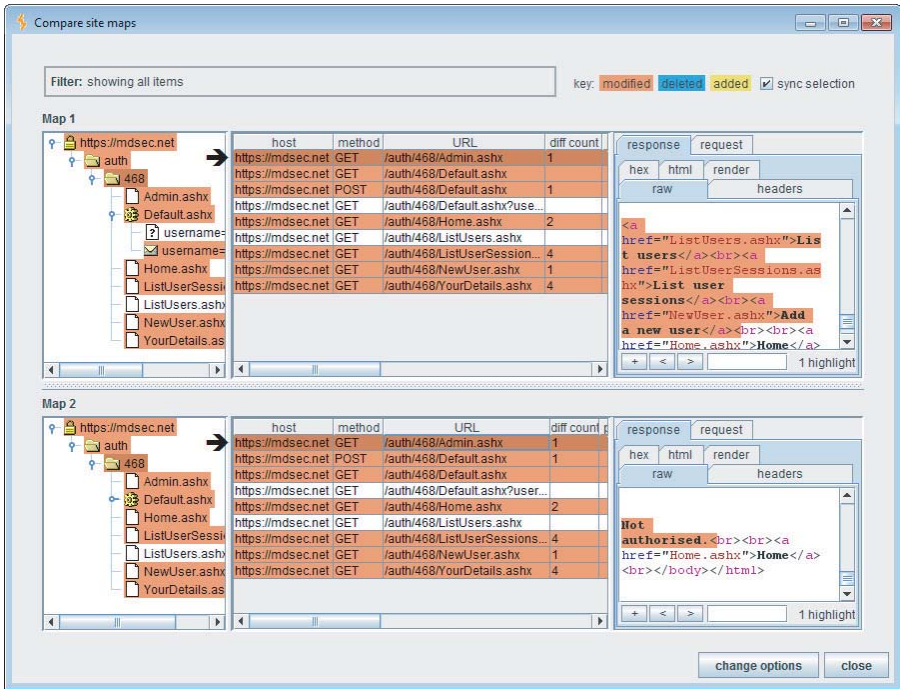 Compare site maps
Filter: showing all items
key: modified deleted added sync selection
Map 1
https://mdsec.net
auth
468
Admin.ashx
Default.ashx
username=
username=
Home.ashx
ListUserSessi
ListUsers.ashx
NewUser.ashx
YourDetails.as
host method URL diff count
https://mdsec.net GET /auth/468/Admin.ashx 1
https://mdsec.net GET /auth/468/Default.ashx
https://mdsec.net POST /auth/468/Default.ashx 1
https://mdsec.net GET /auth/468/Default.ashx?use...
https://mdsec.net GET /auth/468/Home.ashx 2
https://mdsec.net GET /auth/468/ListUsers.ashx
https://mdsec.net GET /auth/468/ListUserSession... 4
https://mdsec.net GET /auth/468/NewUser.ashx 1
https://mdsec.net GET /auth/468/YourDetails.ashx 4
response request
hex html render
raw headers
<a
href="ListUsers.ashx">Lis
t users</a><br><a
href="ListUserSessions.as
hx">List user
sessions</a><br><a
href="NewUser.ashx">Add
a new user</a><br><br><a
href="Home.ashx">Home</a>
+ < > 1 highlight
Map 2
https://mdsec.net
auth
468
Admin.ashx
Default.ashx
Home.ashx
ListUserSessi
ListUsers.ashx
NewUser.ashx
YourDetails.as
host method URL diff count p
https://mdsec.net GET /auth/468/Admin.ashx 1
https://mdsec.net POST /auth/468/Default.ashx 1
https://mdsec.net GET /auth/468/Default.ashx
https://mdsec.net GET /auth/468/Default.ashx?user...
https://mdsec.net GET /auth/468/Home.ashx 2
https://mdsec.net GET /auth/468/ListUsers.ashx
https://mdsec.net GET /auth/468/ListUserSessions... 4
https://mdsec.net GET /auth/468/NewUser.ashx 1
https://mdsec.net GET /auth/468/YourDetails.ashx 4
response request
hex html render
raw headers
Not
authorised.<br><br><a
href="Home.ashx">Home</a>
<br></body></html>
+ < > 1 highlight
change options close